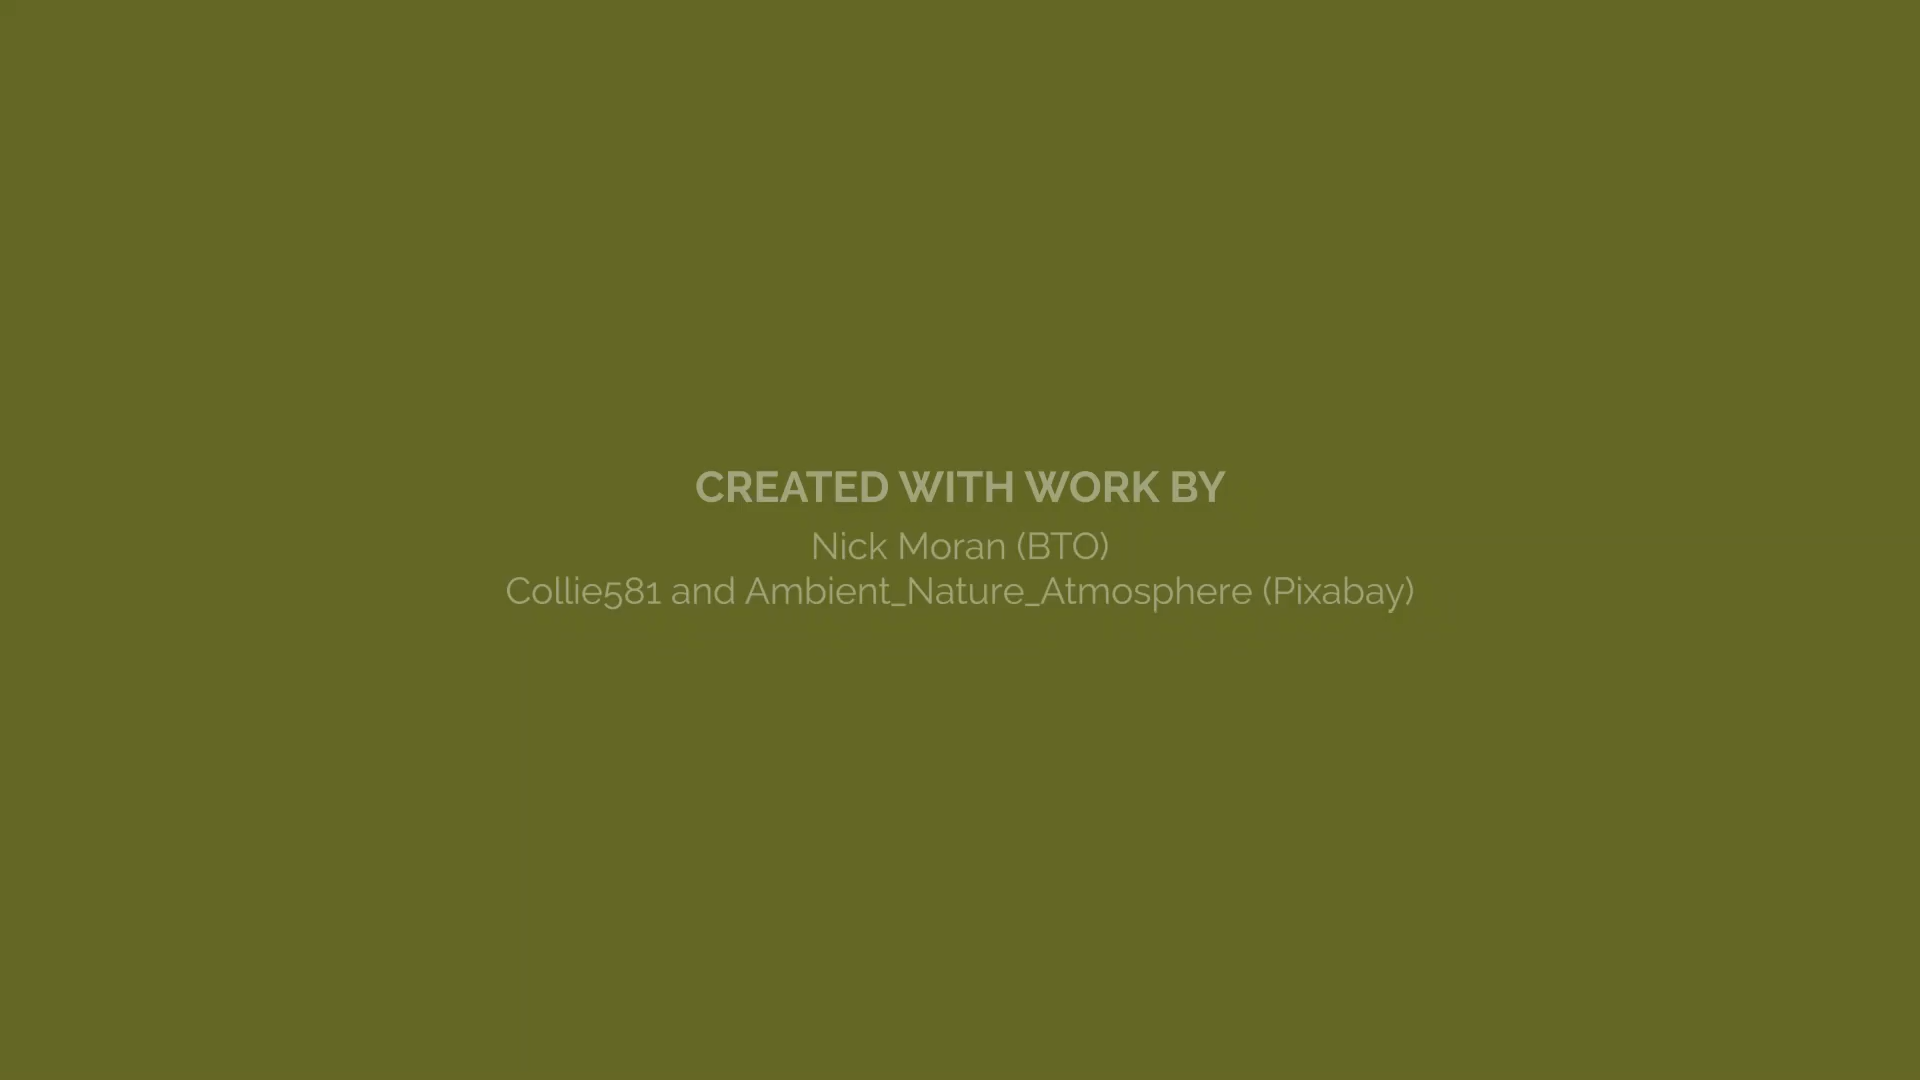 CREATED WITH WORK BY
Nick Moran (BTO)
Collie581 and Ambient_Nature_Atmosphere (Pixabay)